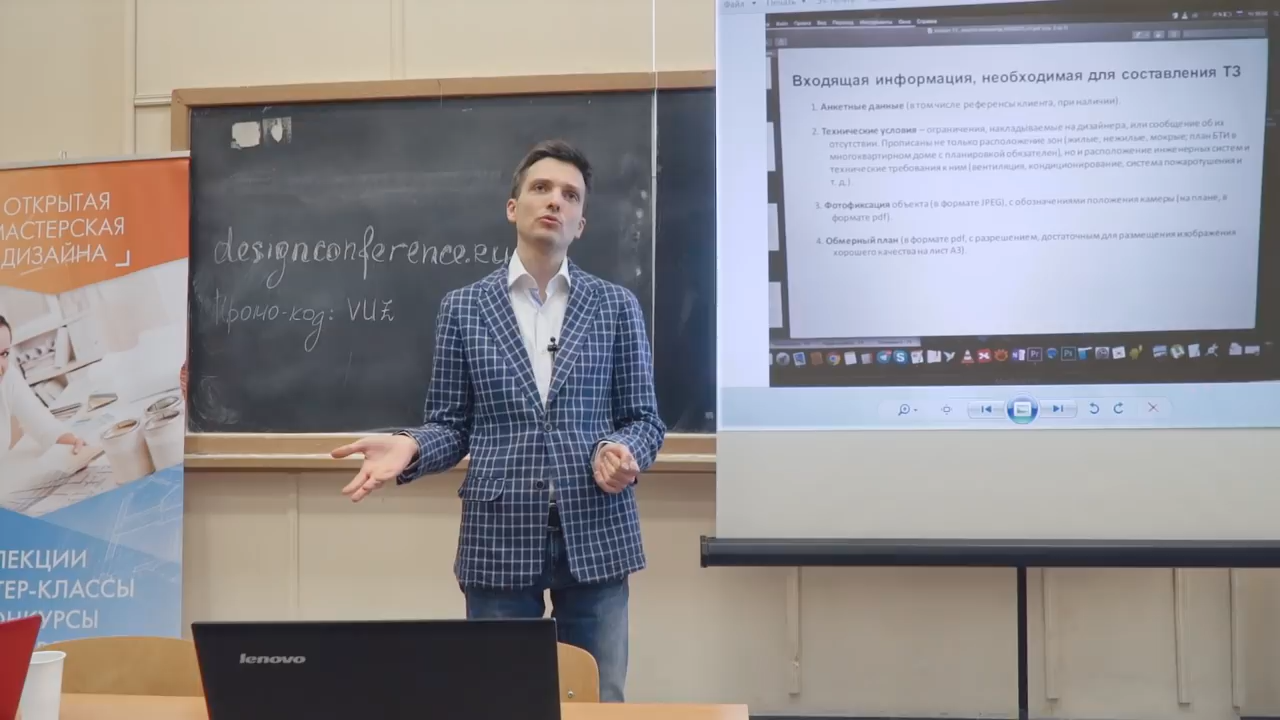 ОТКРЫТАЯ
МАСТЕРСКАЯ
ДИЗАЙНА
ЛЕКЦИИ
ТЕР-КЛАССЫ
ОНКУРСЫ
designconference.eu
Промо-код: VUZ
lenovo
Файл
Печать
Входящая информация, необходимая для составления ТЗ
1. Анкетные данные (в том числе референсы клиента, при наличии).
2. Технические условия – ограничения, накладываемые на дизайнера, или сообщение об их
отсутствии. Прописаны не только расположение зон (жилые, нежилые, мокрые; план БТИ в
многоквартирном доме с планировкой обязателен), но и расположение инженерных систем и
технические требования к ним (вентиляция, кондиционирование, система пожаротушения и
т. д.)
3. Фотофиксация объекта (в формате JPEG), с обозначениями положения камеры (на плане, в
формате pdf).
4. Обмерный план (в формате pdf, с разрешением, достаточным для размещения изображения
хорошего качества на лист А3).